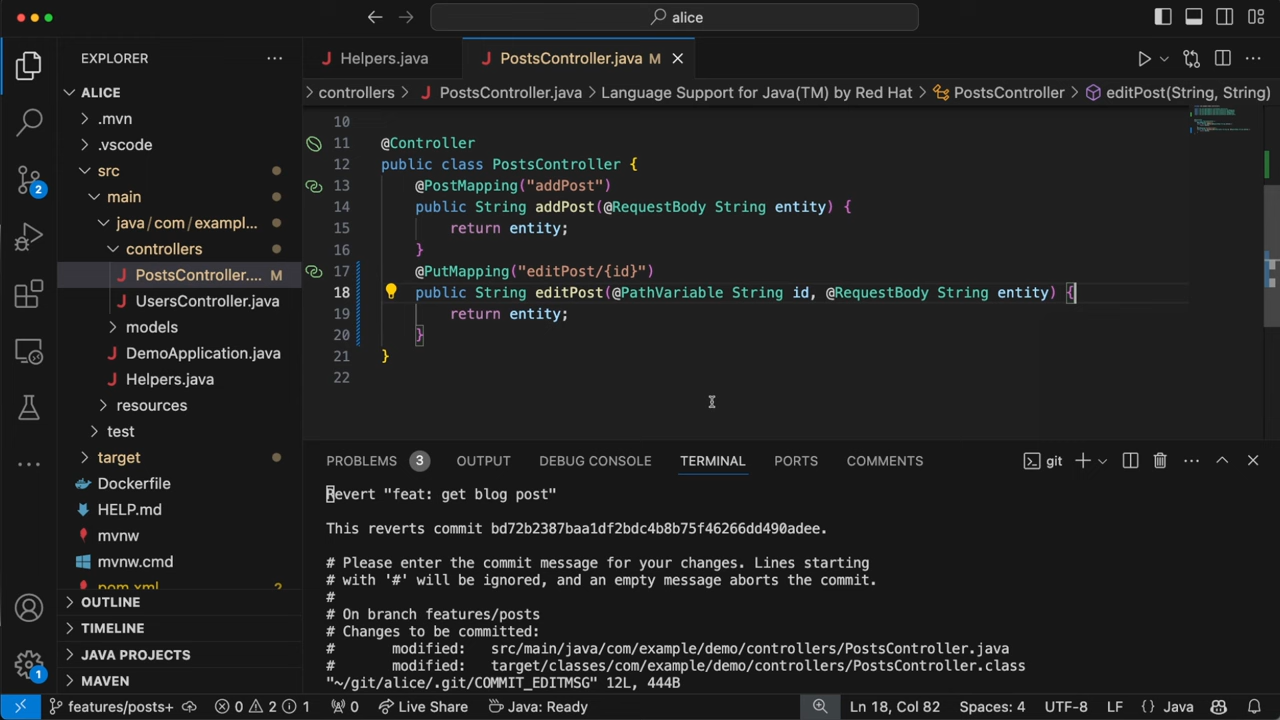 alice
EXPLORER
Helpers.java
PostsController.java M
ALICE
controllers
PostsController.java
Language Support for Java(TM) by Red Hat
PostsController
editPost(String, String)
.mvn
.vscode
src
main
java/com/exampl...
controllers
PostsController.... M
UsersController.java
models
DemoApplication.java
Helpers.java
resources
test
target
Dockerfile
HELP.md
mvnw
mvnw.cmd
pom.xml 2
OUTLINE
TIMELINE
JAVA PROJECTS
MAVEN
2
1
10
11 @Controller
12 public class PostsController {
13 @PostMapping("addPost")
14 public String addPost(@RequestBody String entity) {
15 return entity;
16 }
17 @PutMapping("editPost/{id}")
18 public String editPost(@PathVariable String id, @RequestBody String entity) {
19 return entity;
20 }
21 }
22
PROBLEMS 3 OUTPUT DEBUG CONSOLE TERMINAL PORTS COMMENTS git
Revert "feat: get blog post"
This reverts commit bd72b2387baa1df2bdc4b8b75f46266dd490adee.
# Please enter the commit message for your changes. Lines starting
# with '#' will be ignored, and an empty message aborts the commit.
#
# On branch features/posts
# Changes to be committed:
# modified: src/main/java/com/example/demo/controllers/PostsController.java
# modified: target/classes/com/example/demo/controllers/PostsController.class
"~/git/alice/.git/COMMIT_EDITMSG" 12L, 444B
features/posts+ 0 2 1 0 Live Share Java: Ready Ln 18, Col 82 Spaces: 4 UTF-8 LF {} Java